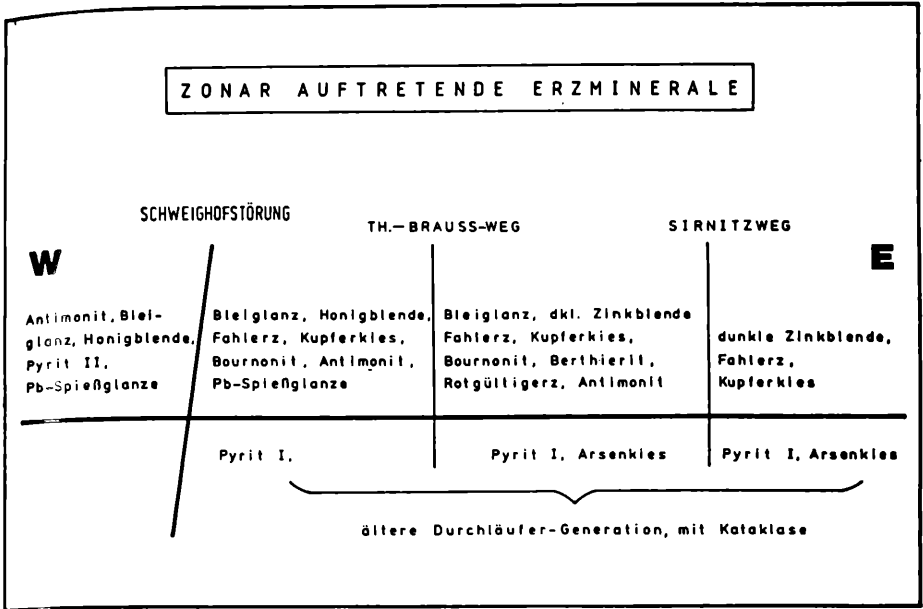 ZONAR AUFTRETENDE ERZMINERALE
SCHWEIGHOFSTÖRUNG
TH.-BRAUSS-WEG
SIRNITZWEG
W
E
Antimonit, Blei-
glanz, Honigblende,
Pyrit II,
Pb-Spießglanze
Bleiglanz, Honigblende,
Fahlerz, Kupferkies,
Bournonit, Antimonit,
Pb-Spießglanze
Bleiglanz, dkl. Zinkblende
Fahlerz, Kupferkies,
Bournonit, Berthierit,
Rotgültigerz, Antimonit
dunkle Zinkblende,
Fahlerz,
Kupferkies
Pyrit I,
Pyrit I, Arsenkies
Pyrit I, Arsenkies
ältere Durchläufer-Generation, mit Kataklase